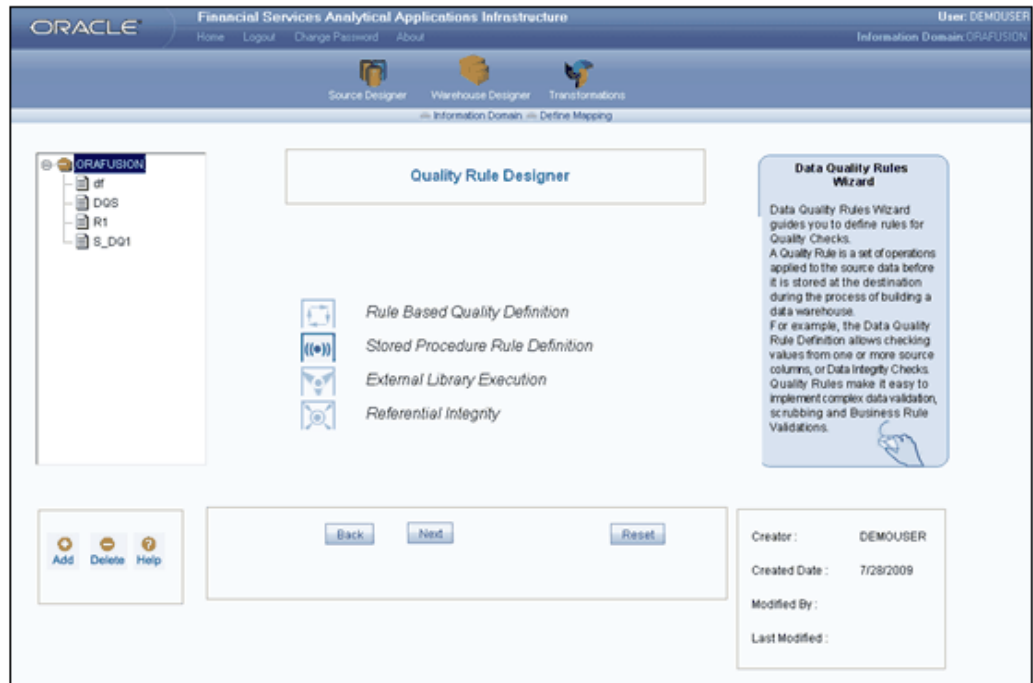 ORACLE
Financial Services Analytical Applications Infrastructure
User: DEMOUSER
Home Logout Change Password About
Information Domain:ORAFUSION
Source Designer Warehouse Designer Transformations
Information Domain Define Mapping
ORAFUSION
df
DQS
R1
S_DQ1
Quality Rule Designer
Rule Based Quality Definition
Stored Procedure Rule Definition
External Library Execution
Referential Integrity
Data Quality Rules
Wizard
Data Quality Rules Wizard
guides you to define rules for
Quality Checks.
A Quality Rule is a set of operations
applied to the source data before
it is stored at the destination
during the process of building a
data warehouse.
For example, the Data Quality
Rule Definition allows checking
values from one or more source
columns, or Data Integrity Checks.
Quality Rules make it easy to
implement complex data validation,
scrubbing and Business Rule
Validations.
Add Delete Help
Back Next Reset
Creator : DEMOUSER
Created Date : 7/28/2009
Modified By :
Last Modified :